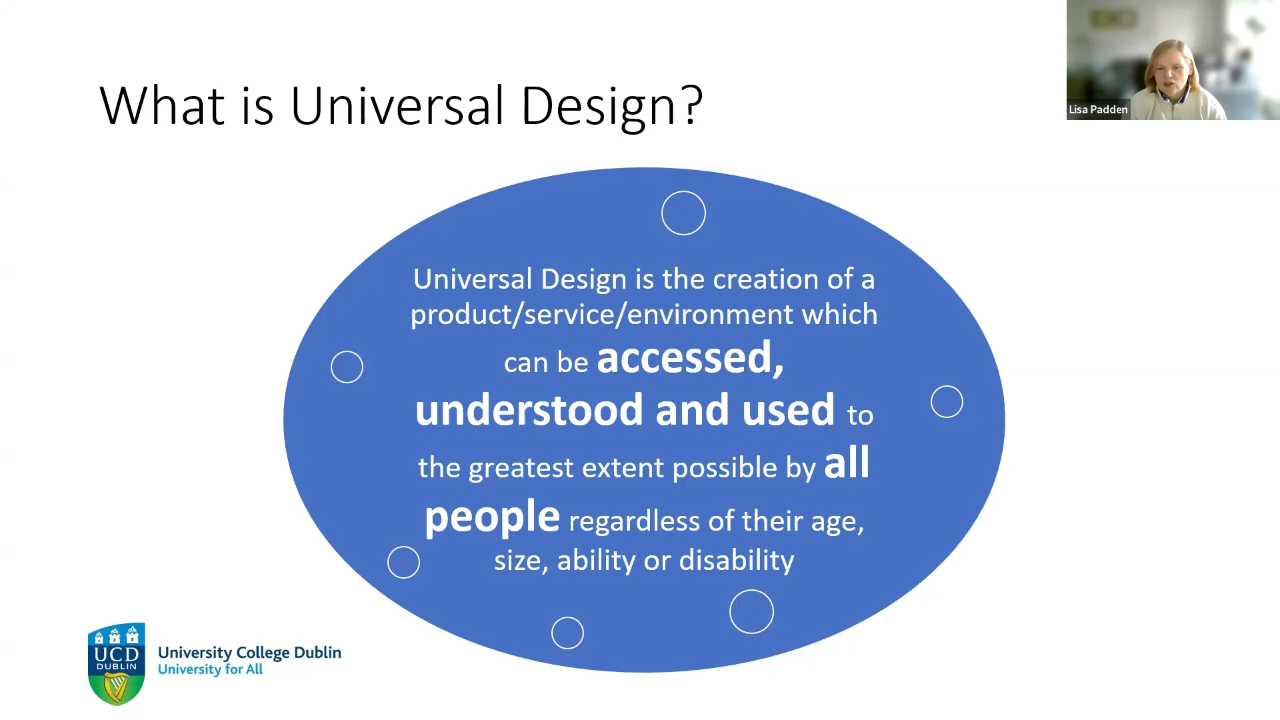 What is Universal Design?
Lisa Padden
Universal Design is the creation of a
product/service/environment which
can be accessed,
understood and used to
the greatest extent possible by all
people regardless of their age,
size, ability or disability
UCD
DUBLIN
University College Dublin
University for All